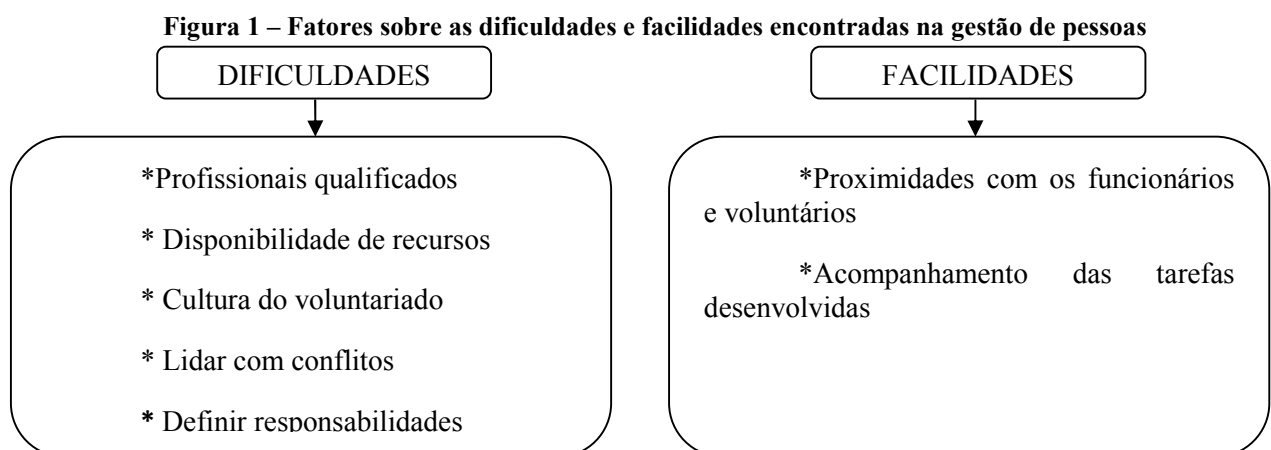 Figura 1 – Fatores sobre as dificuldades e facilidades encontradas na gestão de pessoas
DIFICULDADES
*Profissionais qualificados
* Disponibilidade de recursos
* Cultura do voluntariado
* Lidar com conflitos
* Definir responsabilidades
FACILIDADES
*Proximidades com os funcionários
e voluntários
*Acompanhamento das tarefas
desenvolvidas